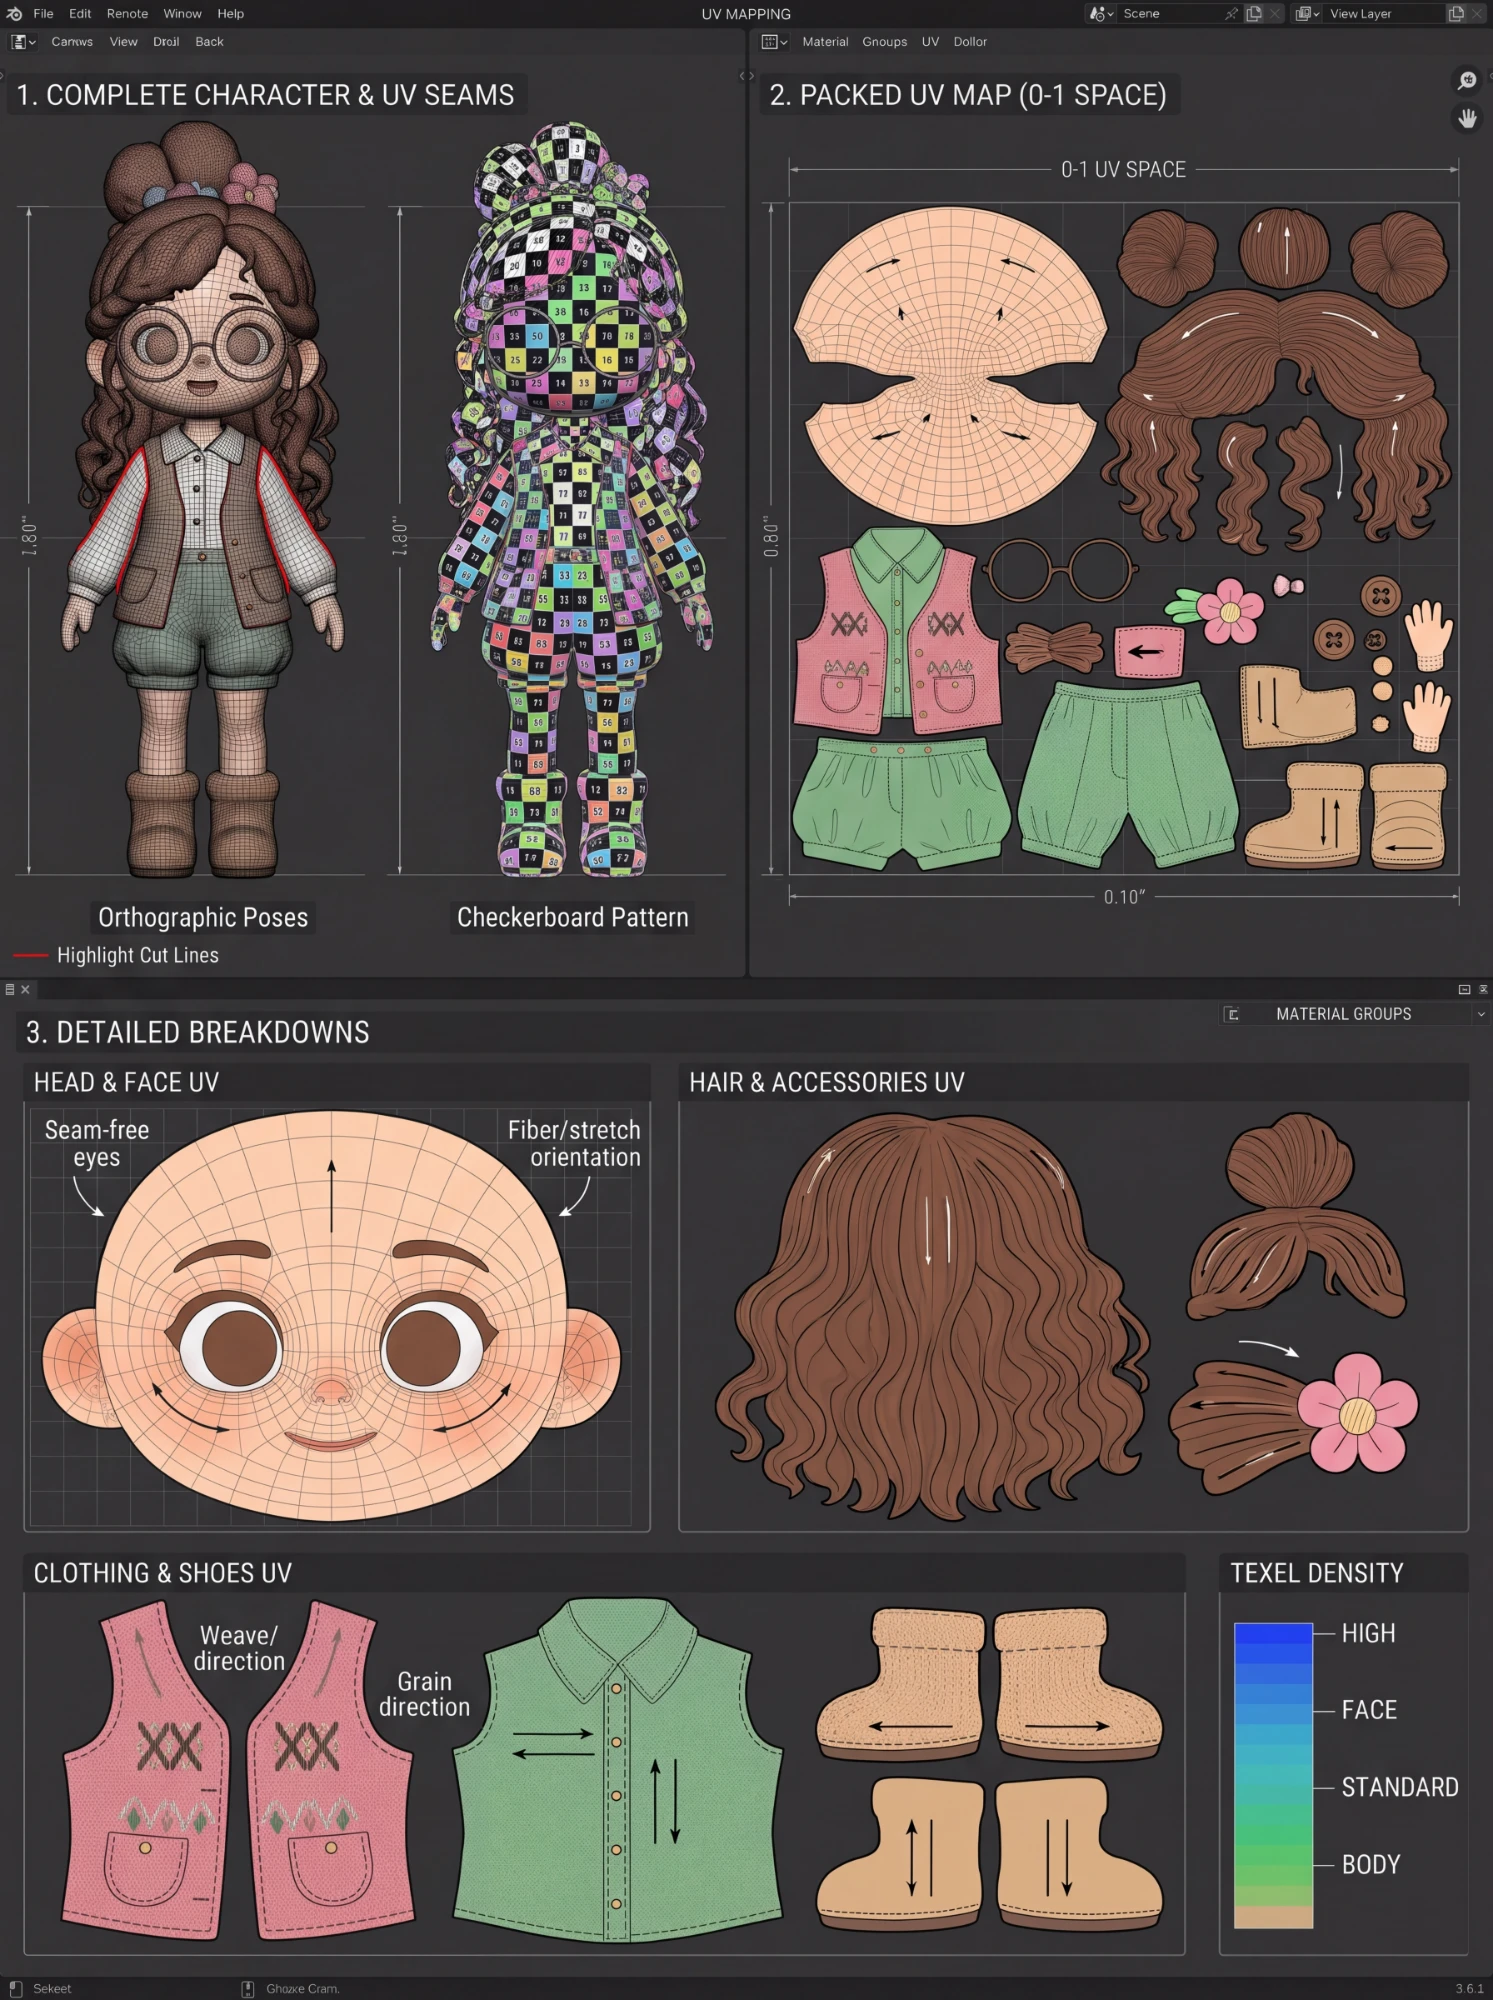 File Edit Renote Winow Help
UV MAPPING
Scene
View Layer
Carnws View Droil Back
Material Gnoups UV Dollor
1. COMPLETE CHARACTER & UV SEAMS
2. PACKED UV MAP (0-1 SPACE)
0-1 UV SPACE
1,80"
1,80"
0.80"
0.10"
Orthographic Poses
Checkerboard Pattern
Highlight Cut Lines
MATERIAL GROUPS
3. DETAILED BREAKDOWNS
HEAD & FACE UV
Seam-free
eyes
Fiber/stretch
orientation
HAIR & ACCESSORIES UV
CLOTHING & SHOES UV
Weave/
direction
Grain
direction
TEXEL DENSITY
HIGH
FACE
STANDARD
BODY
Sekeet
Ghozке Cram.
3.6.1